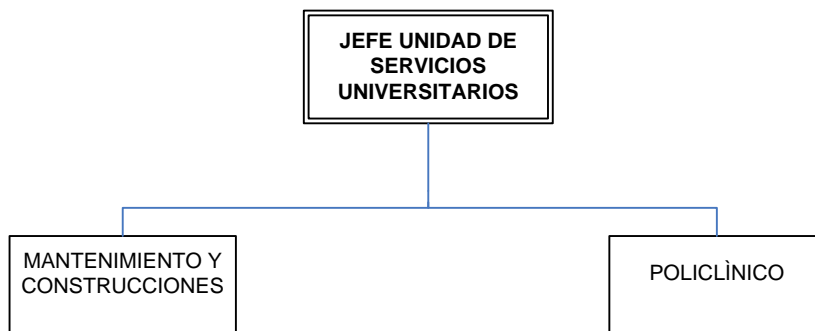 JEFE UNIDAD DE
SERVICIOS
UNIVERSITARIOS
MANTENIMIENTO Y
CONSTRUCCIONES
POLICLÌNICO